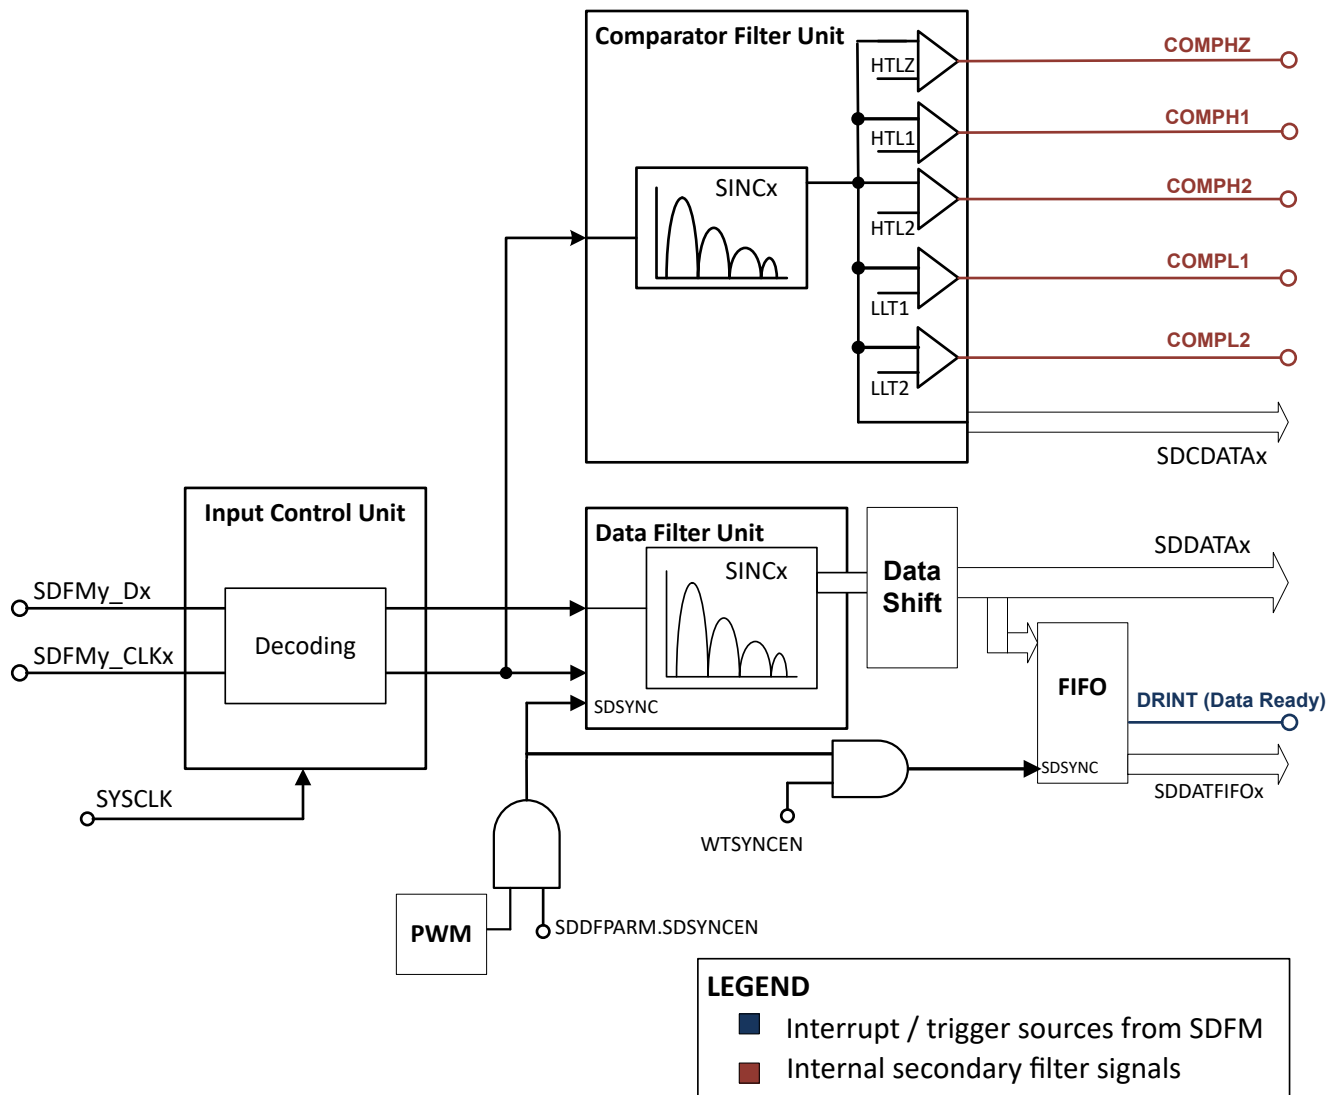 Comparator Filter Unit
HTLZ
COMPHZ
HTL1
COMPH1
SINCx
HTL2
COMPH2
LLT1
COMPL1
LLT2
COMPL2
SDCDATAx
Input Control Unit
SDFMy_Dx
SDFMy_CLKx
Decoding
SYSCLK
Data Filter Unit
SINCx
SDSYNC
Data
Shift
SDDATAx
FIFO
SDSYNC
DRINT (Data Ready)
SDDATFIFOx
WTSYNCEN
PWM
SDDFPARM.SDSYNCEN
LEGEND
Interrupt / trigger sources from SDFM
Internal secondary filter signals